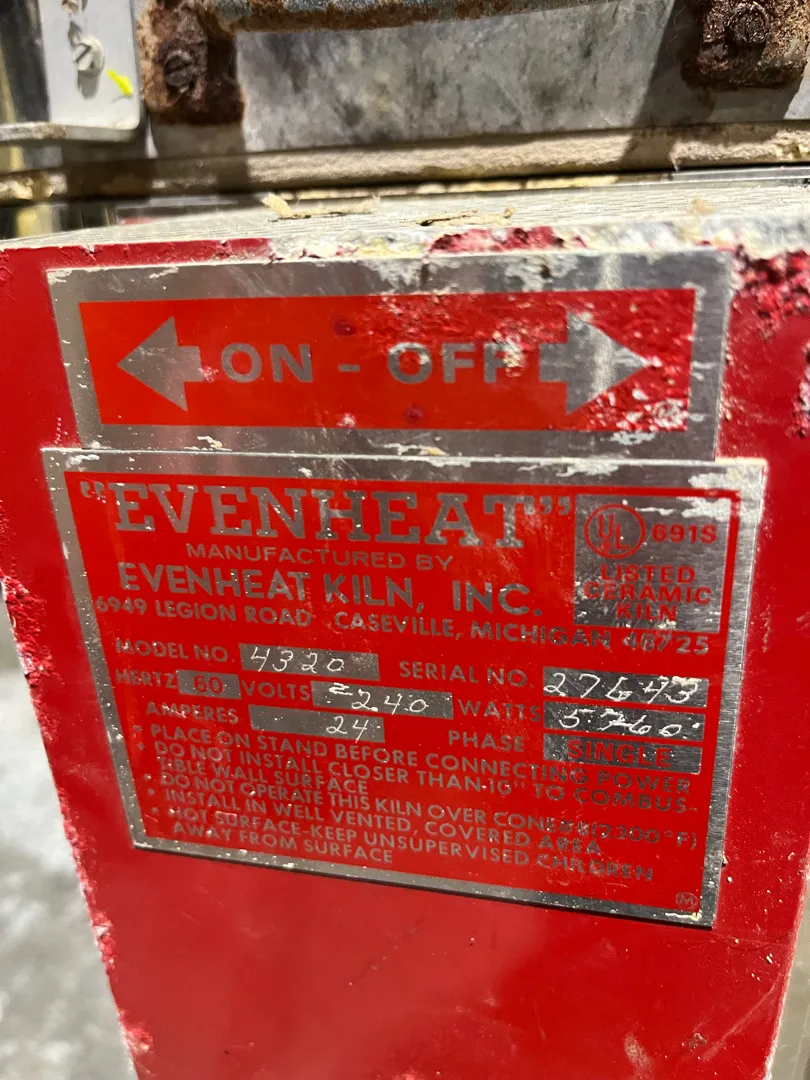 ON - OFF
"EVENHEAT"
MANUFACTURED BY
EVENHEAT KILN, INC.
6949 LEGION ROAD CASEVILLE, MICHIGAN 48725
UL 691S
LISTED
CERAMIC
KILN
MODEL NO. 4320 SERIAL NO. 27643
HERTZ 60 VOLTS 240 WATTS 5760
AMPERES 24 PHASE SINGLE
• PLACE ON STAND BEFORE CONNECTING POWER
• DO NOT INSTALL CLOSER THAN 10" TO COMBUS-
TIBLE WALL SURFACE
• DO NOT OPERATE THIS KILN OVER CONE #8 (2300°F)
• INSTALL IN WELL VENTED, COVERED AREA
• HOT SURFACE-KEEP UNSUPERVISED CHILDREN
AWAY FROM SURFACE
M